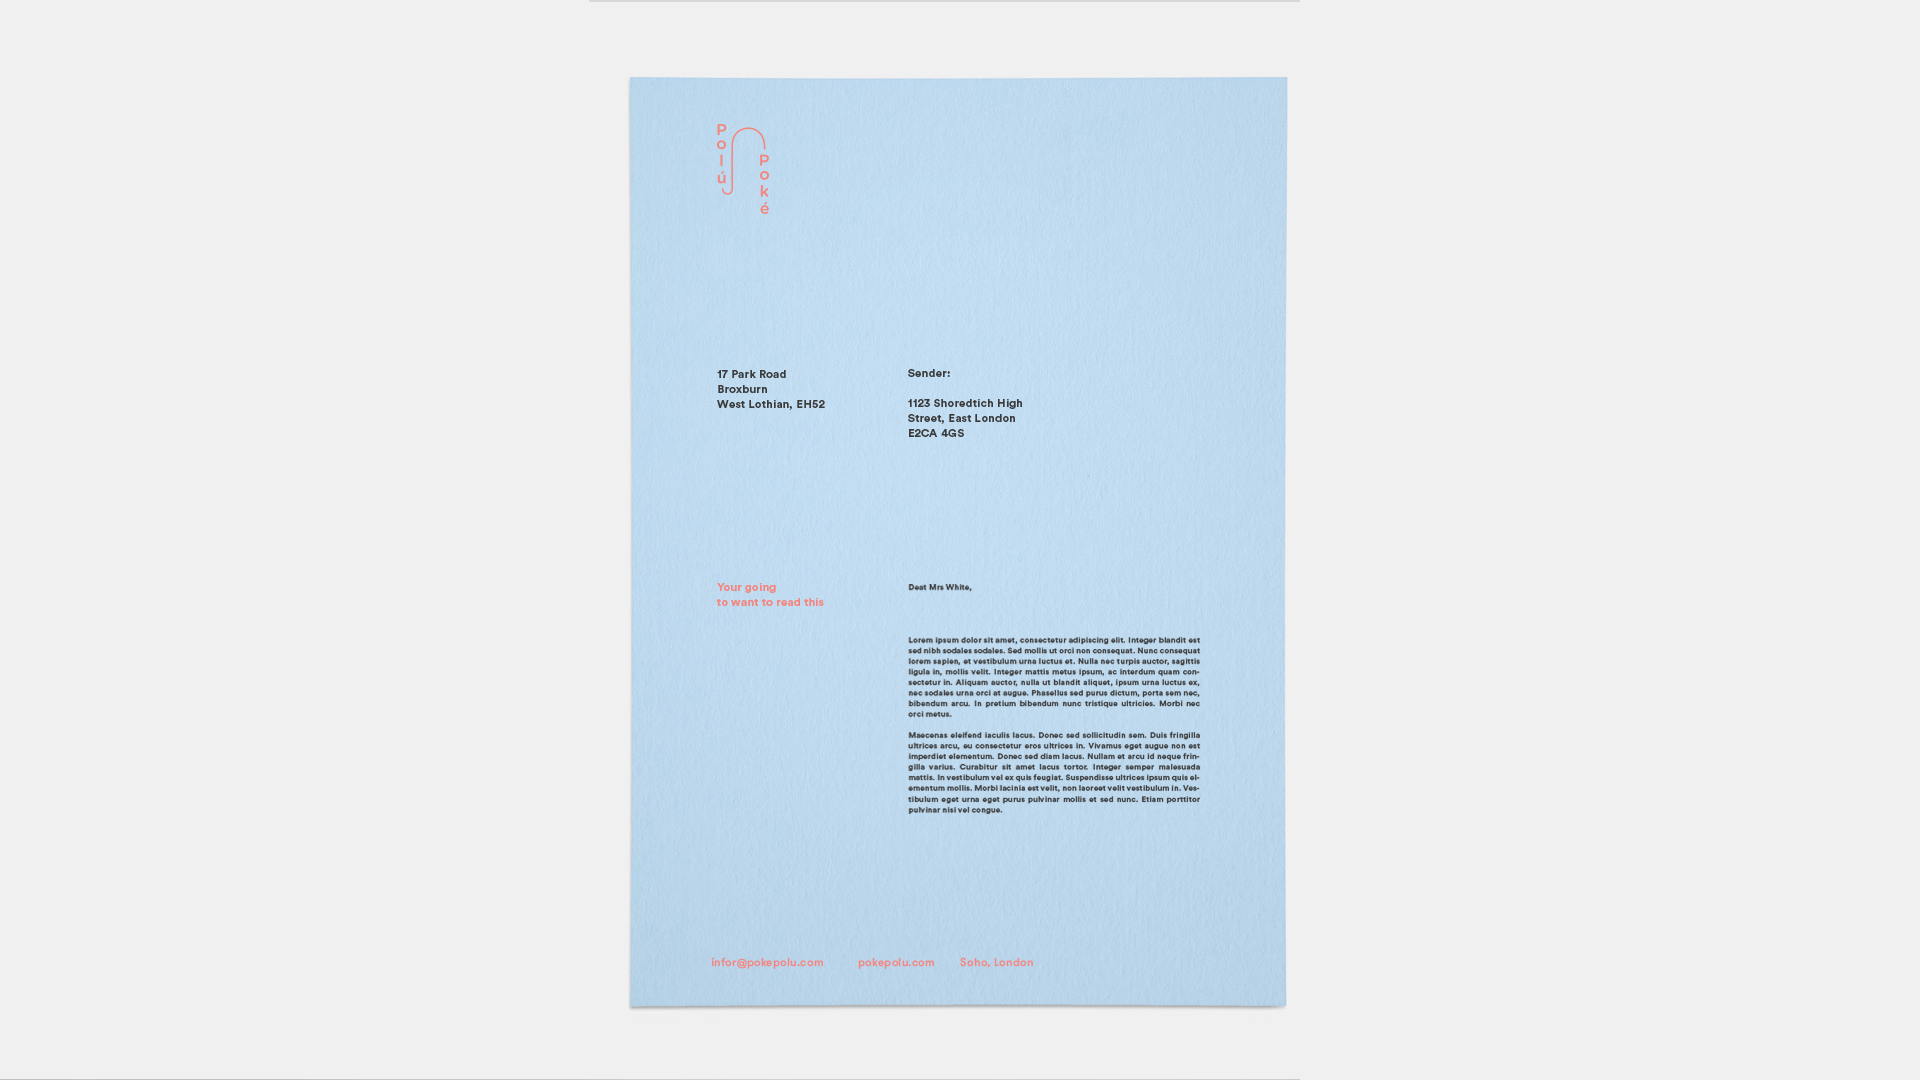 Polú
Poké
17 Park Road
Broxburn
West Lothian, EH52
Sender:
1123 Shoredtich High
Street, East London
E2CA 4GS
Your going
to want to read this
Deat Mrs White,
Lorem ipsum dolor sit amet, consectetur adipiscing elit. Integer blandit est
sed nibh sodales sodales. Sed mollis ut orci non consequat. Nunc consequat
lorem sapien, et vestibulum urna luctus et. Nulla nec turpis auctor, sagittis
ligula in, mollis velit. Integer mattis metus ipsum, ac interdum quam con-
sectetur in. Aliquam auctor, nulla ut blandit aliquet, ipsum urna luctus ex,
nec sodales urna orci at augue. Phasellus sed purus dictum, porta sem nec,
bibendum arcu. In pretium bibendum nunc tristique ultricies. Morbi nec
orci metus.
Maecenas eleifend iaculis lacus. Donec sed sollicitudin sem. Duis fringilla
ultrices arcu, eu consectetur eros ultrices in. Vivamus eget augue non est
imperdiet elementum. Donec sed diam lacus. Nullam et arcu id neque frin-
gilla varius. Curabitur sit amet lacus tortor. Integer semper malesuada
mattis. In vestibulum vel ex quis feugiat. Suspendisse ultrices ipsum quis el-
ementum mollis. Morbi lacinia est velit, non laoreet velit vestibulum in. Ves-
tibulum eget urna eget purus pulvinar mollis et sed nunc. Etiam porttitor
pulvinar nisi vel congue.
infor@pokepolu.com pokepolu.com Soho, London